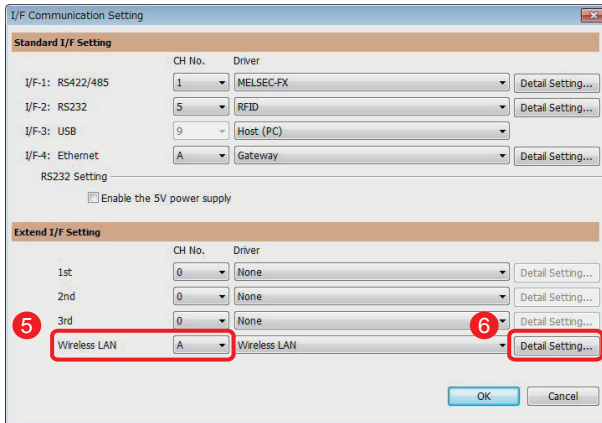 I/F Communication Setting
Standard I/F Setting
CH No. Driver
I/F-1: RS422/485 1 MELSEC-FX Detail Setting...
I/F-2: RS232 5 RFID Detail Setting...
I/F-3: USB 9 Host (PC)
I/F-4: Ethernet A Gateway Detail Setting...
RS232 Setting
Enable the 5V power supply
Extend I/F Setting
CH No. Driver
1st 0 None Detail Setting...
2nd 0 None Detail Setting...
3rd 0 None Detail Setting...
5 6
Wireless LAN A Wireless LAN Detail Setting...
OK Cancel